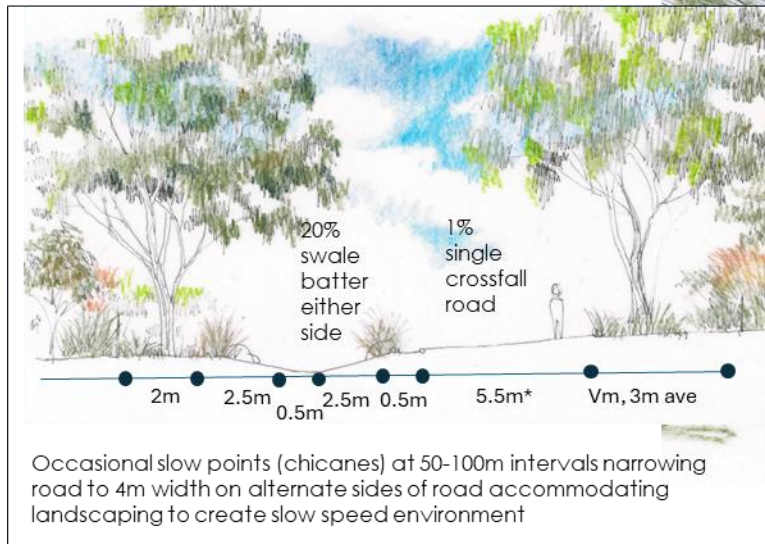 20%
swale
batter
either
side
1%
single
crossfall
road
2m
2.5m
0.5m
2.5m
0.5m
5.5m*
Vm, 3m ave
Occasional slow points (chicanes) at 50-100m intervals narrowing
road to 4m width on alternate sides of road accommodating
landscaping to create slow speed environment